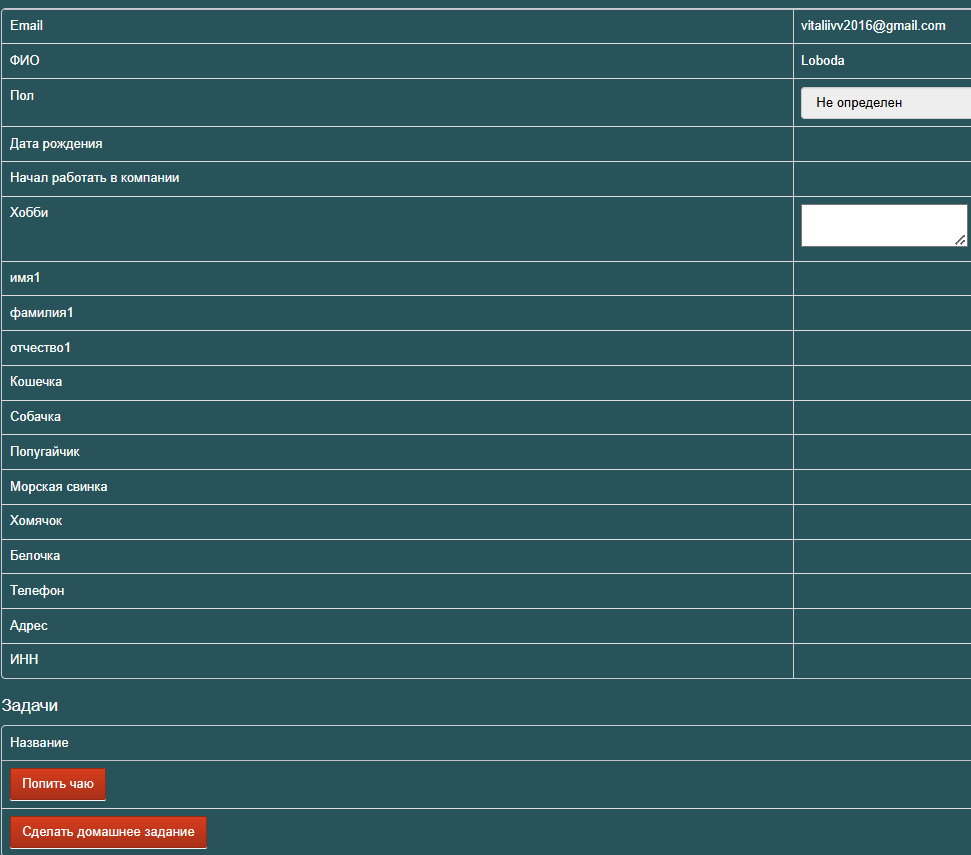 Email vitaliivv2016@gmail.com
ФИО Loboda
Пол Не определен
Дата рождения
Начал работать в компании
Хобби
имя1
фамилия1
отчество1
Кошечка
Собачка
Попугайчик
Морская свинка
Хомячок
Белочка
Телефон
Адрес
ИНН
Задачи
Название
Попить чаю
Сделать домашнее задание